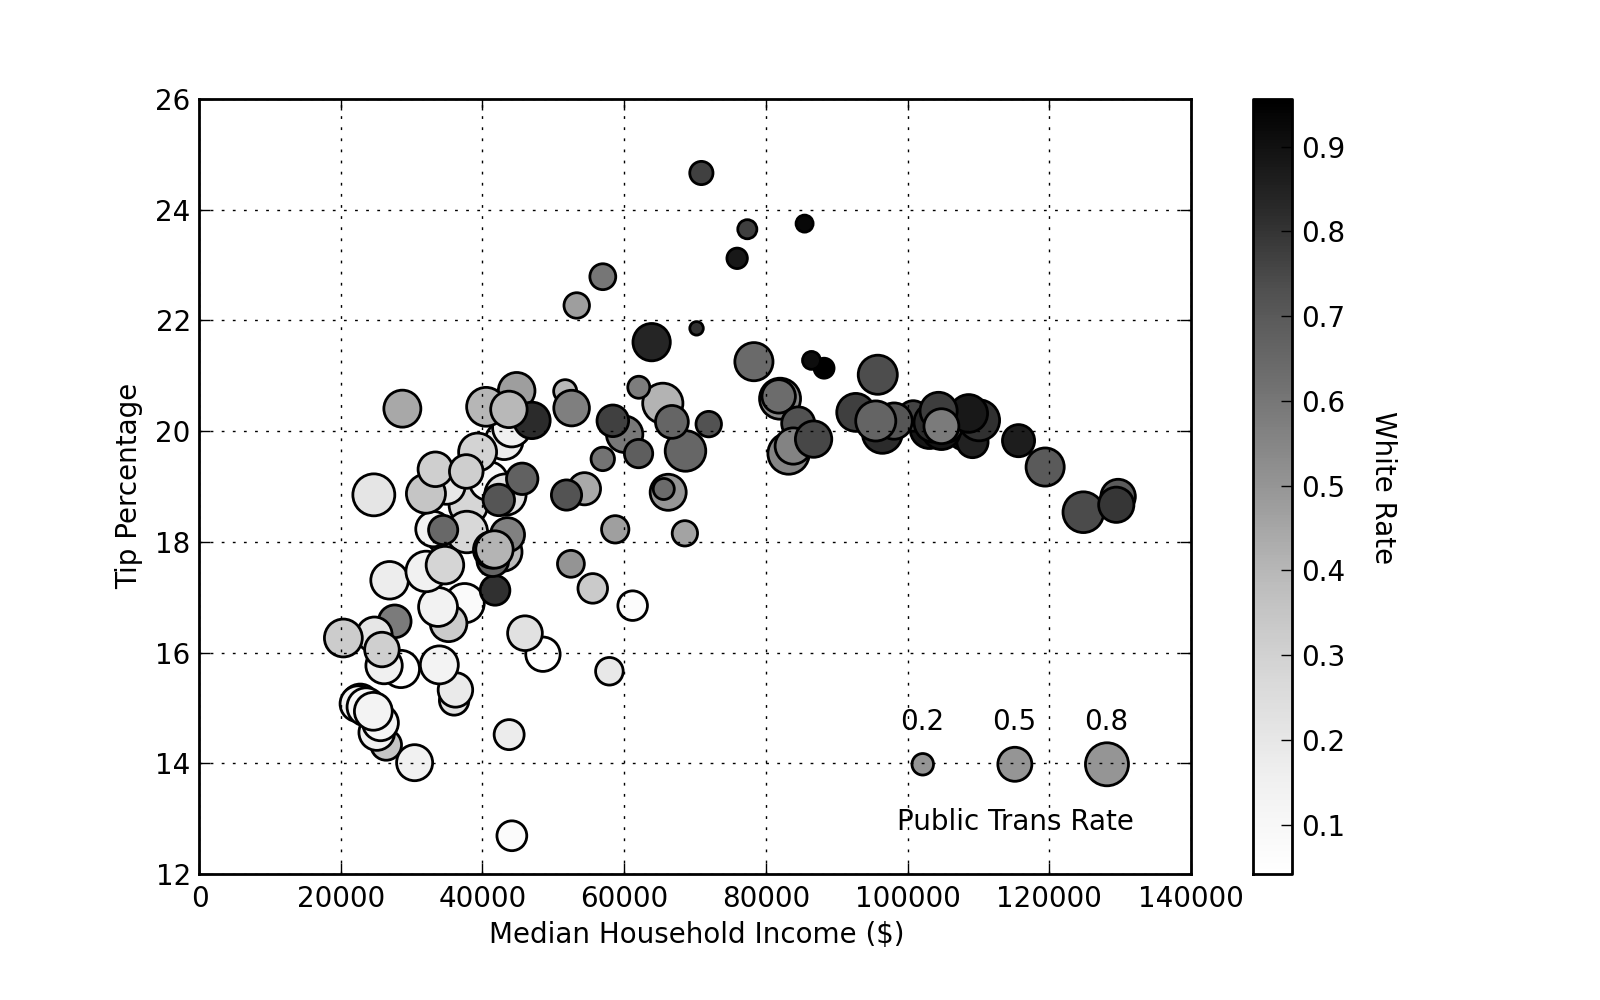 26
24
22
20
18
16
14
12
Tip Percentage
0 20000 40000 60000 80000 100000 120000 140000
Median Household Income ($)
0.2 0.5 0.8
Public Trans Rate
0.9
0.8
0.7
0.6
0.5
0.4
0.3
0.2
0.1
White Rate